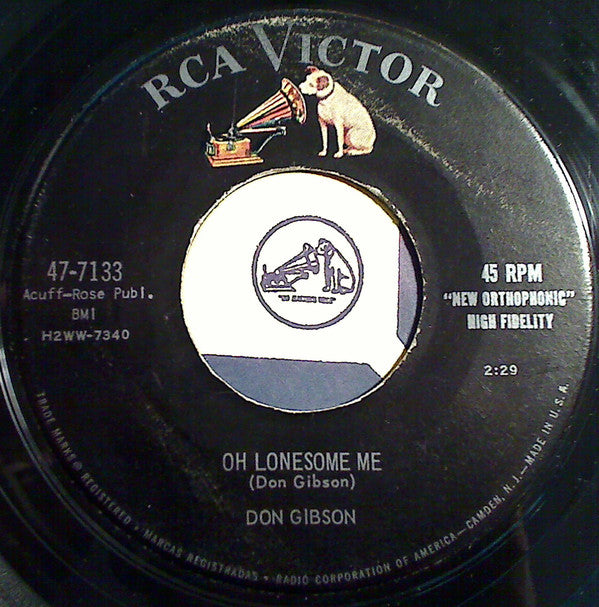 RCA VICTOR
47-7133
Acuff-Rose Publ.
BMI
H2WW-7340
45 RPM
"NEW ORTHOPHONIC"
HIGH FIDELITY
2:29
OH LONESOME ME
(Don Gibson)
DON GIBSON
TRADE MARKS ® REGISTERED • MARCAS REGISTRADAS • RADIO CORPORATION OF AMERICA—CAMDEN, N. J.—MADE IN U.S.A.